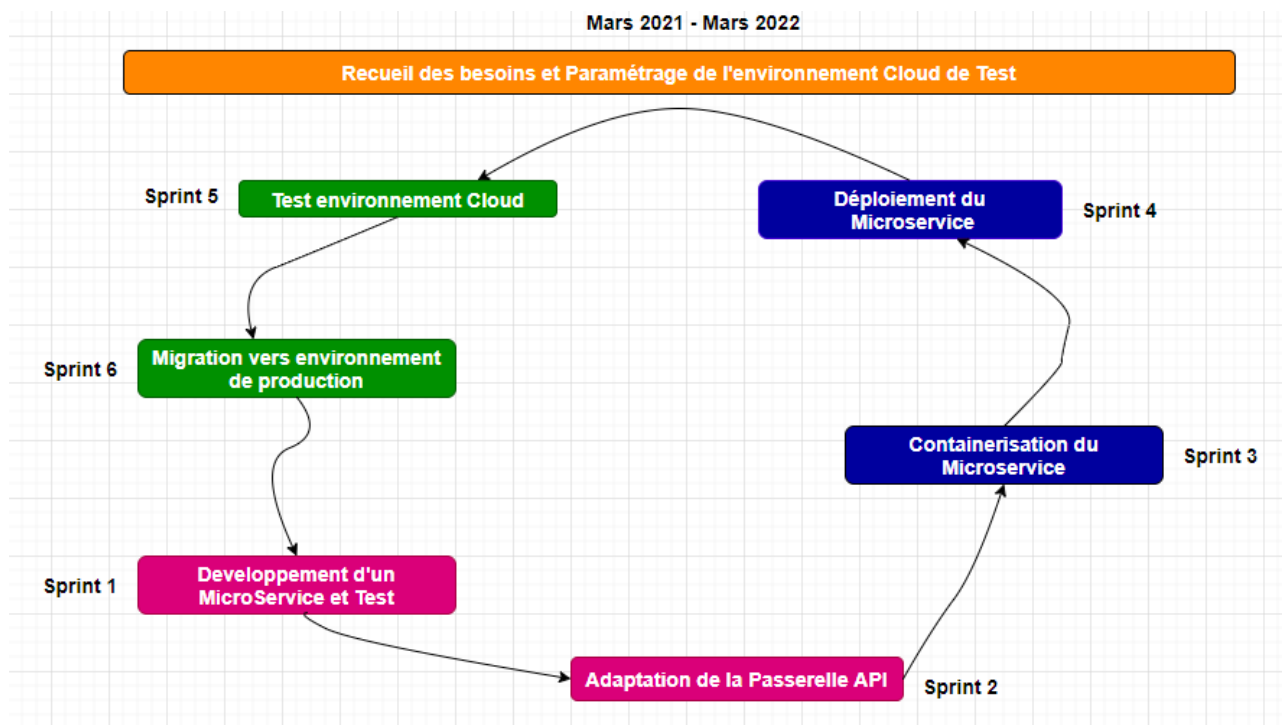 Mars 2021 - Mars 2022
Recueil des besoins et Paramétrage de l'environnement Cloud de Test
Sprint 5
Test environnement Cloud
Déploiement du
Microservice
Sprint 4
Sprint 6
Migration vers environnement
de production
Containerisation du
Microservice
Sprint 3
Sprint 1
Developpement d'un
MicroService et Test
Adaptation de la Passerelle API
Sprint 2